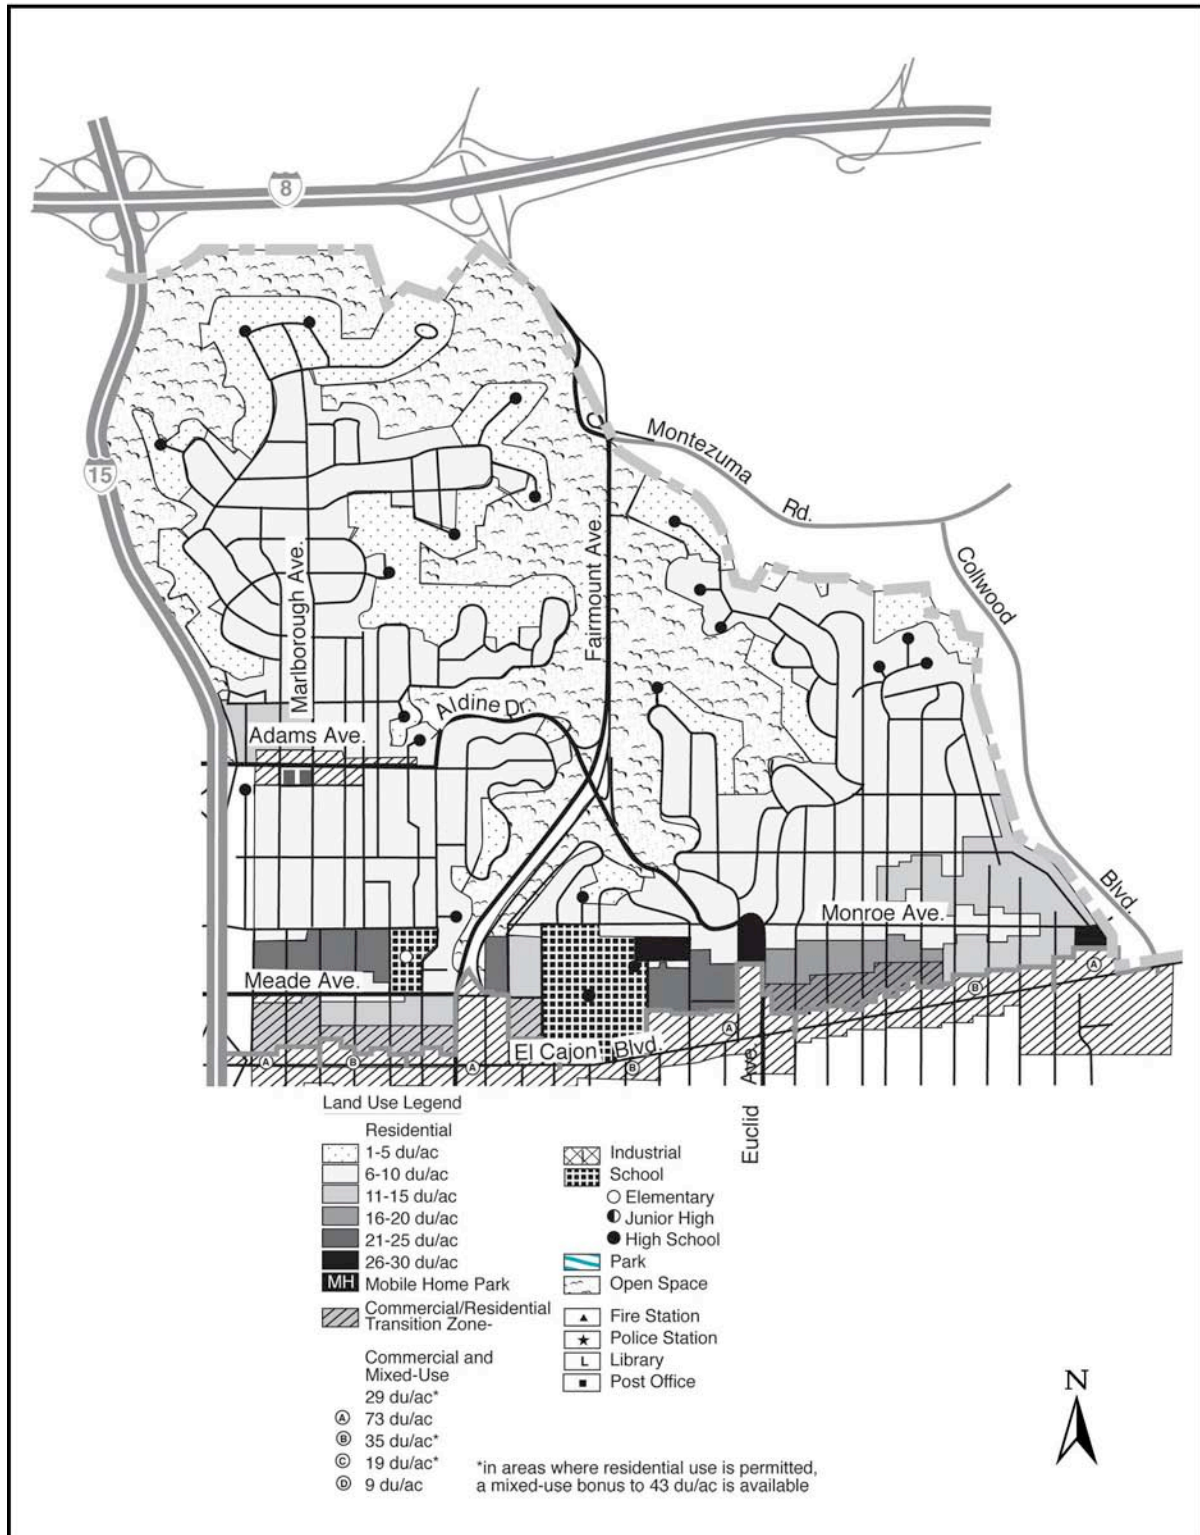 8
15
Montezuma
Rd.
Collwood
Blvd.
Fairmount Ave.
Marlborough Ave.
Aldine Dr.
Adams Ave.
Monroe Ave.
Meade Ave.
El Cajon Blvd.
Euclid Ave.
A
B
A
B
A
B
A
Land Use Legend
Residential
1-5 du/ac
6-10 du/ac
11-15 du/ac
16-20 du/ac
21-25 du/ac
26-30 du/ac
MH Mobile Home Park
Commercial/Residential
Transition Zone-
Commercial and
Mixed-Use
29 du/ac*
A 73 du/ac
B 35 du/ac*
C 19 du/ac*
D 9 du/ac
Industrial
School
Elementary
Junior High
High School
Park
Open Space
Fire Station
Police Station
L Library
Post Office
*in areas where residential use is permitted,
a mixed-use bonus to 43 du/ac is available
N